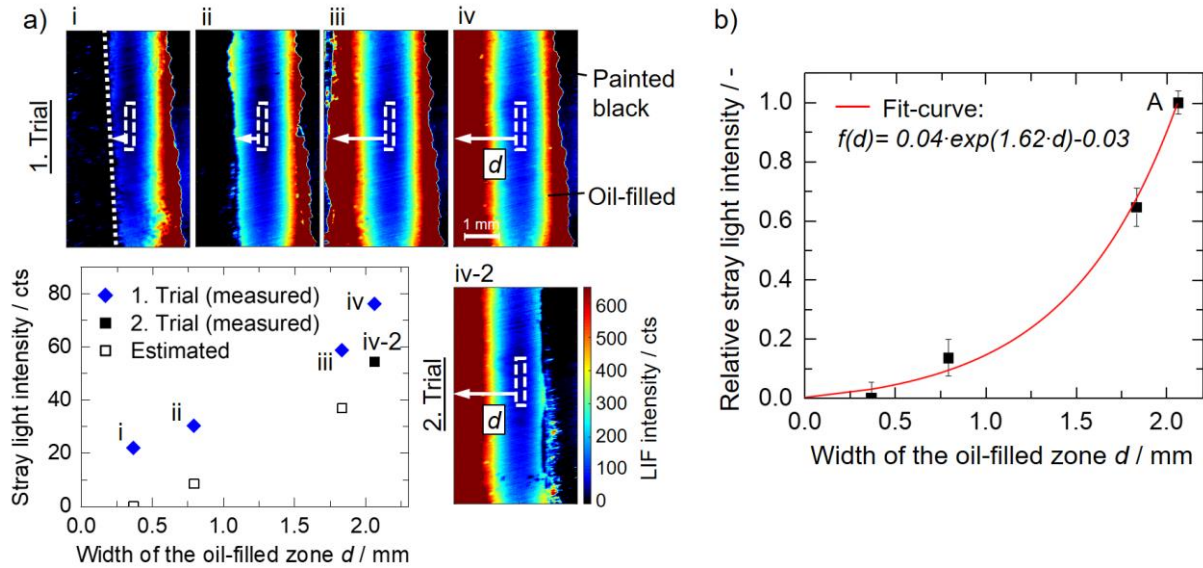 a)
i
ii
iii
iv
1. Trial
d
1 mm
Painted
black
Oil-filled
Stray light intensity / cts
80
60
40
20
0
1. Trial (measured)
2. Trial (measured)
Estimated
i
ii
iii
iv
iv-2
0.0
0.5
1.0
1.5
2.0
Width of the oil-filled zone d / mm
iv-2
2. Trial
d
600
500
400
300
200
100
0
LIF intensity / cts
b)
Relative stray light intensity / -
1.0
0.8
0.6
0.4
0.2
0.0
A
Fit-curve:
f(d)= 0.04·exp(1.62·d)-0.03
0.0
0.5
1.0
1.5
2.0
Width of the oil-filled zone d / mm